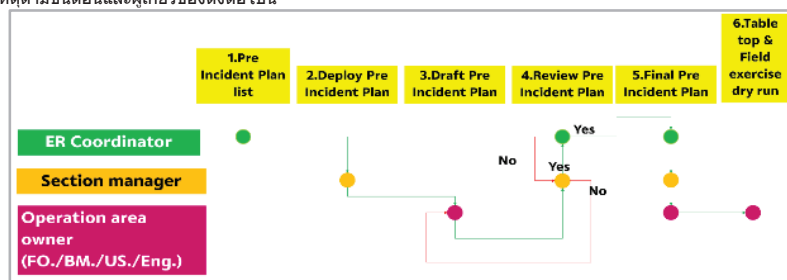 1.Pre
Incident Plan
list
2.Deploy Pre
Incident Plan
3.Draft Pre
Incident Plan
4.Review Pre
Incident Plan
5.Final Pre
Incident Plan
6.Table
top &
Field
exercise
dry run
ER Coordinator
Yes
No
Section manager
Yes
No
Operation area
owner
(FO./BM./US./Eng.)